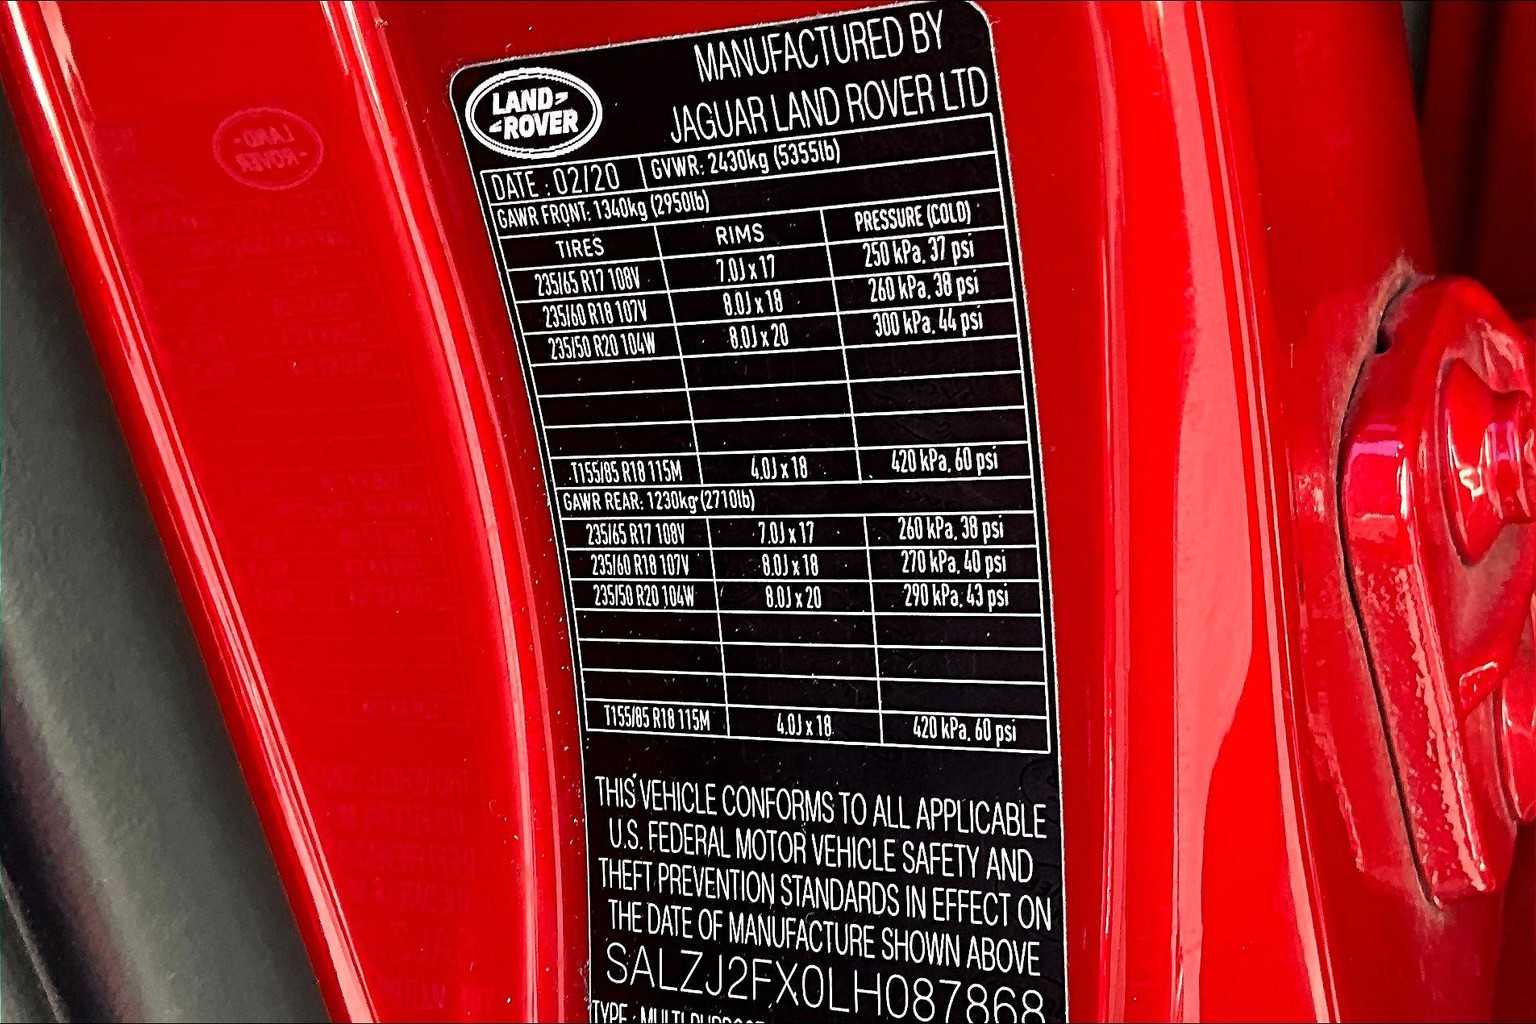 LAND-
-ROVER
MANUFACTURED BY
JAGUAR LAND ROVER LTD
DATE : 02/20 GVWR: 2430kg (5355lb)
GAWR FRONT: 1340kg (2950lb)
TIRES RIMS PRESSURE (COLD)
235/65 R17 108V 7.0J x 17 250 kPa, 37 psi
235/60 R18 107V 8.0J x 18 260 kPa, 38 psi
235/50 R20 104W 8.0J x 20 300 kPa, 44 psi
T155/85 R18 115M 4.0J x 18 420 kPa, 60 psi
GAWR REAR: 1230kg (2710lb)
235/65 R17 108V 7.0J x 17 260 kPa, 38 psi
235/60 R18 107V 8.0J x 18 270 kPa, 40 psi
235/50 R20 104W 8.0J x 20 290 kPa, 43 psi
T155/85 R18 115M 4.0J x 18 420 kPa, 60 psi
THIS VEHICLE CONFORMS TO ALL APPLICABLE
U.S. FEDERAL MOTOR VEHICLE SAFETY AND
THEFT PREVENTION STANDARDS IN EFFECT ON
THE DATE OF MANUFACTURE SHOWN ABOVE
SALZJ2FX0LH087868
TYPE : MULTI PURPOSE